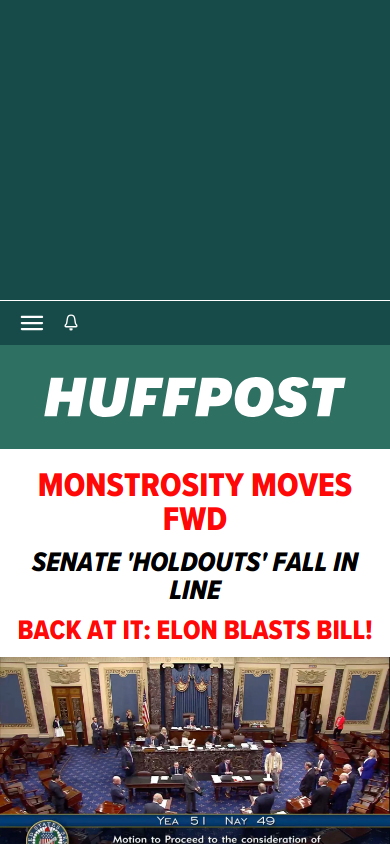 HUFFPOST
MONSTROSITY MOVES
FWD
SENATE 'HOLDOUTS' FALL IN
LINE
BACK AT IT: ELON BLASTS BILL!
YEA 51 NAY 49
Motion to Proceed to the consideration of